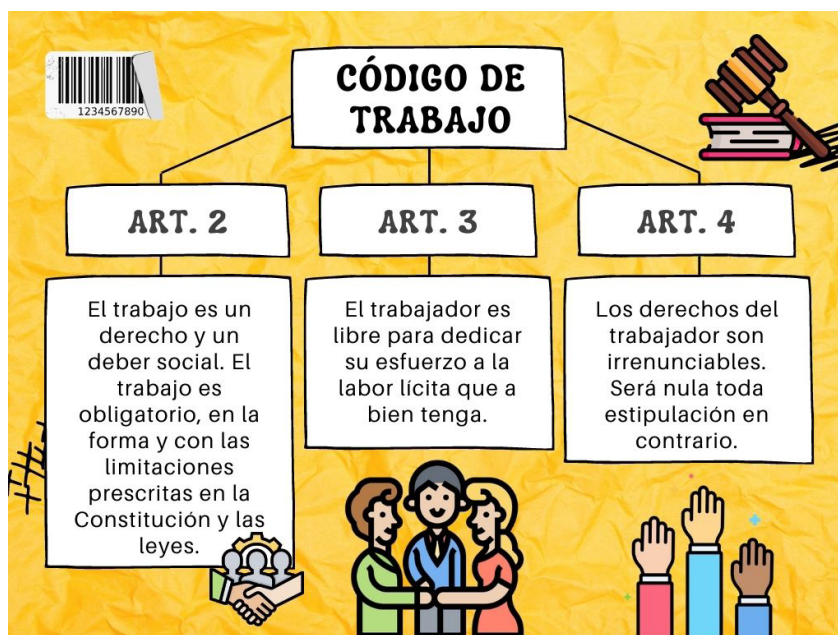 1234567890
CÓDIGO DE
TRABAJO
ART. 2
El trabajo es un
derecho y un
deber social. El
trabajo es
obligatorio, en la
forma y con las
limitaciones
prescritas en la
Constitución y las
leyes.
ART. 3
El trabajador es
libre para dedicar
su esfuerzo a la
labor lícita que a
bien tenga.
ART. 4
Los derechos del
trabajador son
irrenunciables.
Será nula toda
estipulación en
contrario.